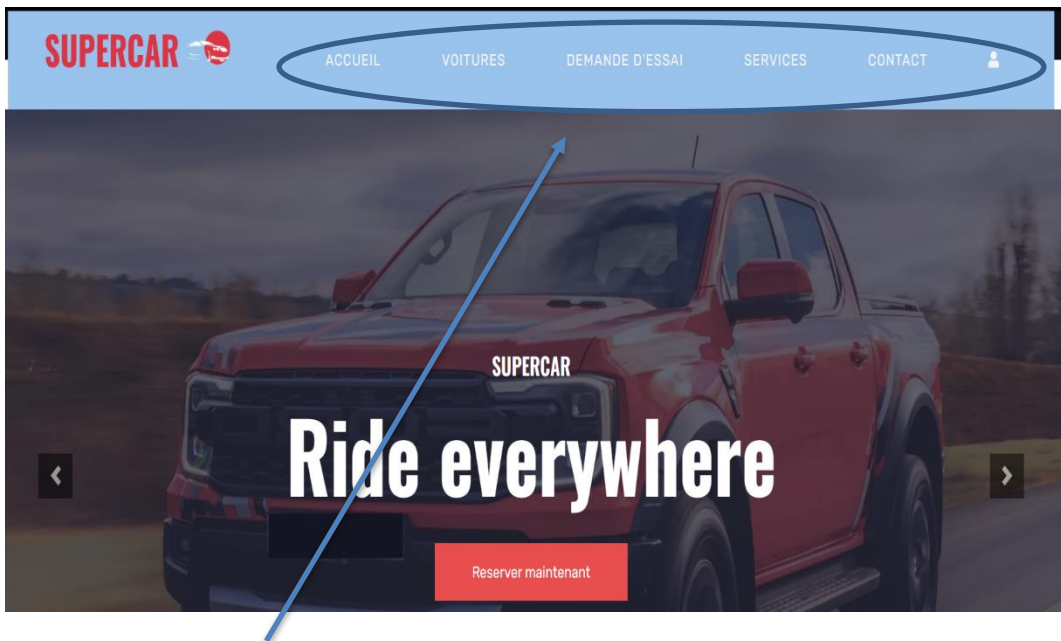 SUPERCAR
ACCUEIL VOITURES DEMANDE D'ESSAI SERVICES CONTACT
SUPERCAR
Ride everywhere
Reserver maintenant